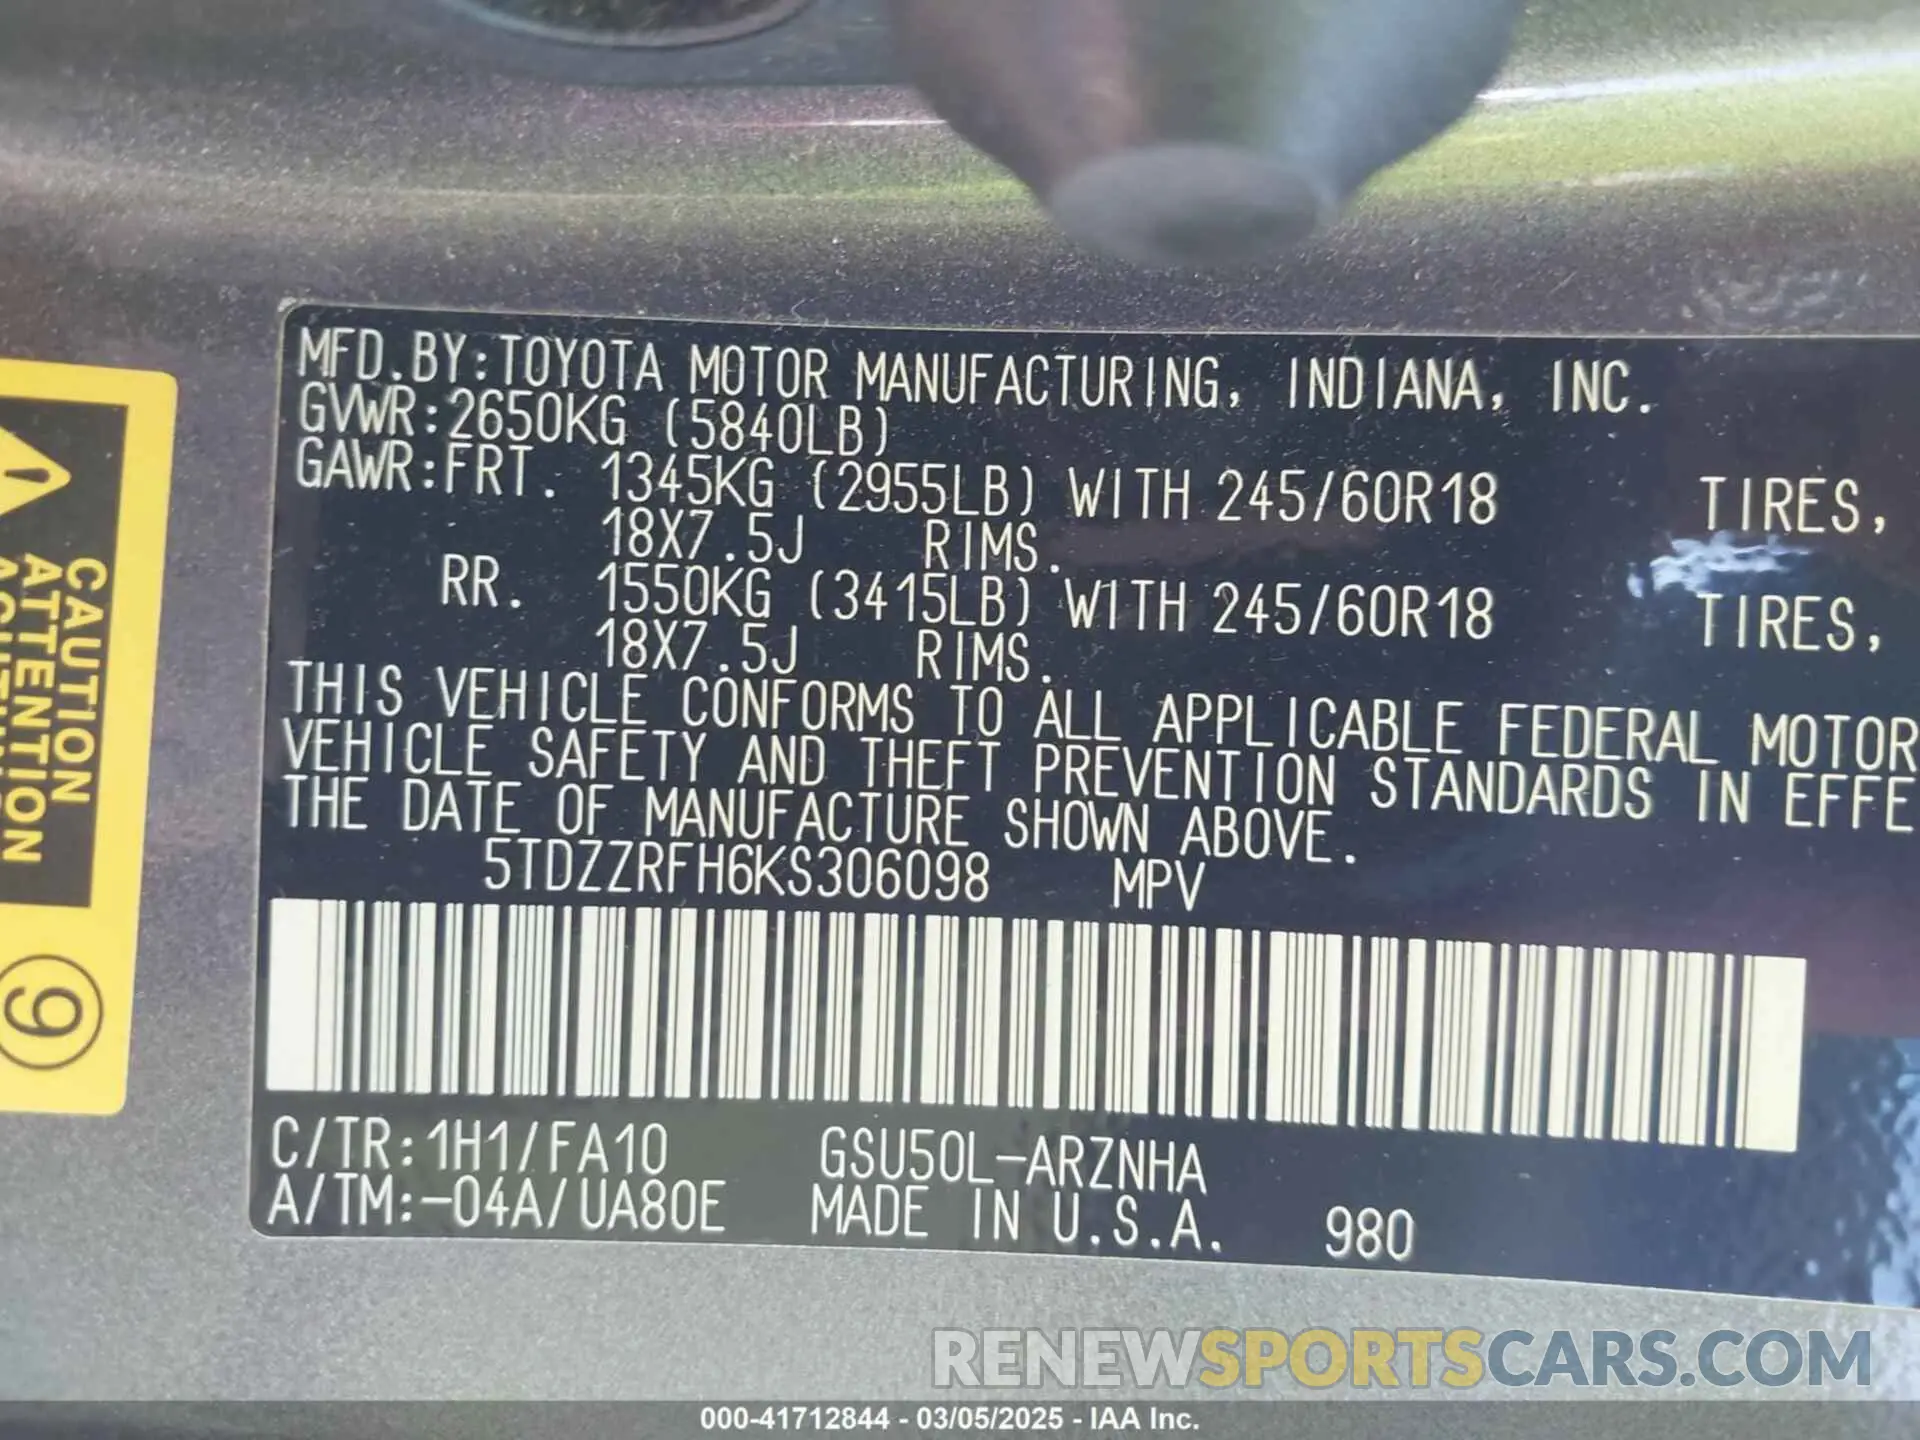 MFD.BY:TOYOTA MOTOR MANUFACTURING, INDIANA, INC.
GVWR:2650KG (5840LB)
GAWR:FRT. 1345KG (2955LB) WITH 245/60R18 TIRES,
18X7.5J RIMS.
RR. 1550KG (3415LB) WITH 245/60R18 TIRES,
18X7.5J RIMS.
THIS VEHICLE CONFORMS TO ALL APPLICABLE FEDERAL MOTOR
VEHICLE SAFETY AND THEFT PREVENTION STANDARDS IN EFFE
THE DATE OF MANUFACTURE SHOWN ABOVE.
5TDZZRFH6KS306098 MPV
C/TR:1H1/FA10 GSU50L-ARZNHA
A/TM:-04A/UA80E MADE IN U.S.A. 980
CAUTION
ATTENTION
9
RENEWSPORTSCARS.COM
000-41712844 - 03/05/2025 - IAA Inc.